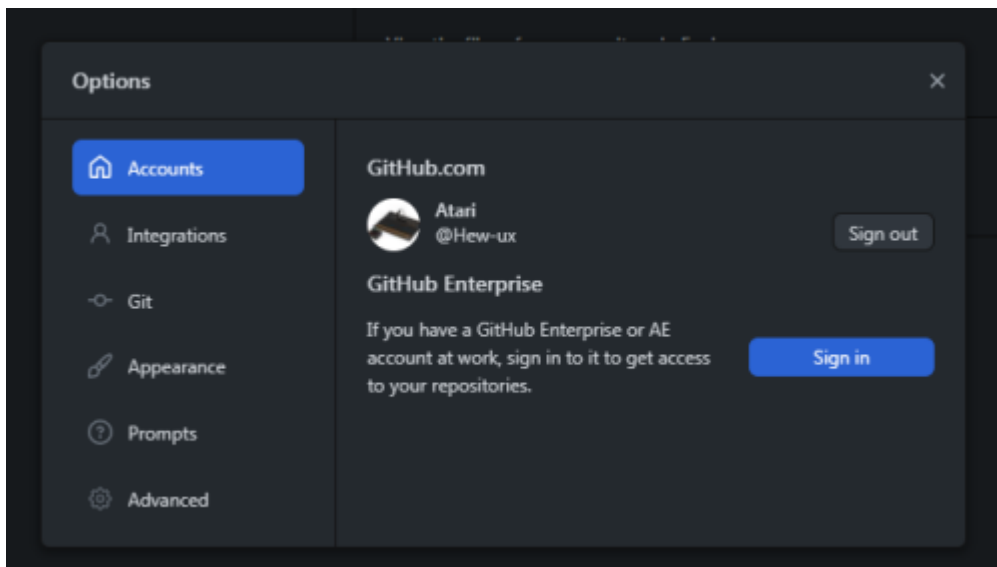 Options
Accounts
Integrations
Git
Appearance
Prompts
Advanced
GitHub.com
Atari
@Hew-ux
Sign out
GitHub Enterprise
If you have a GitHub Enterprise or AE
account at work, sign in to it to get access
to your repositories.
Sign in